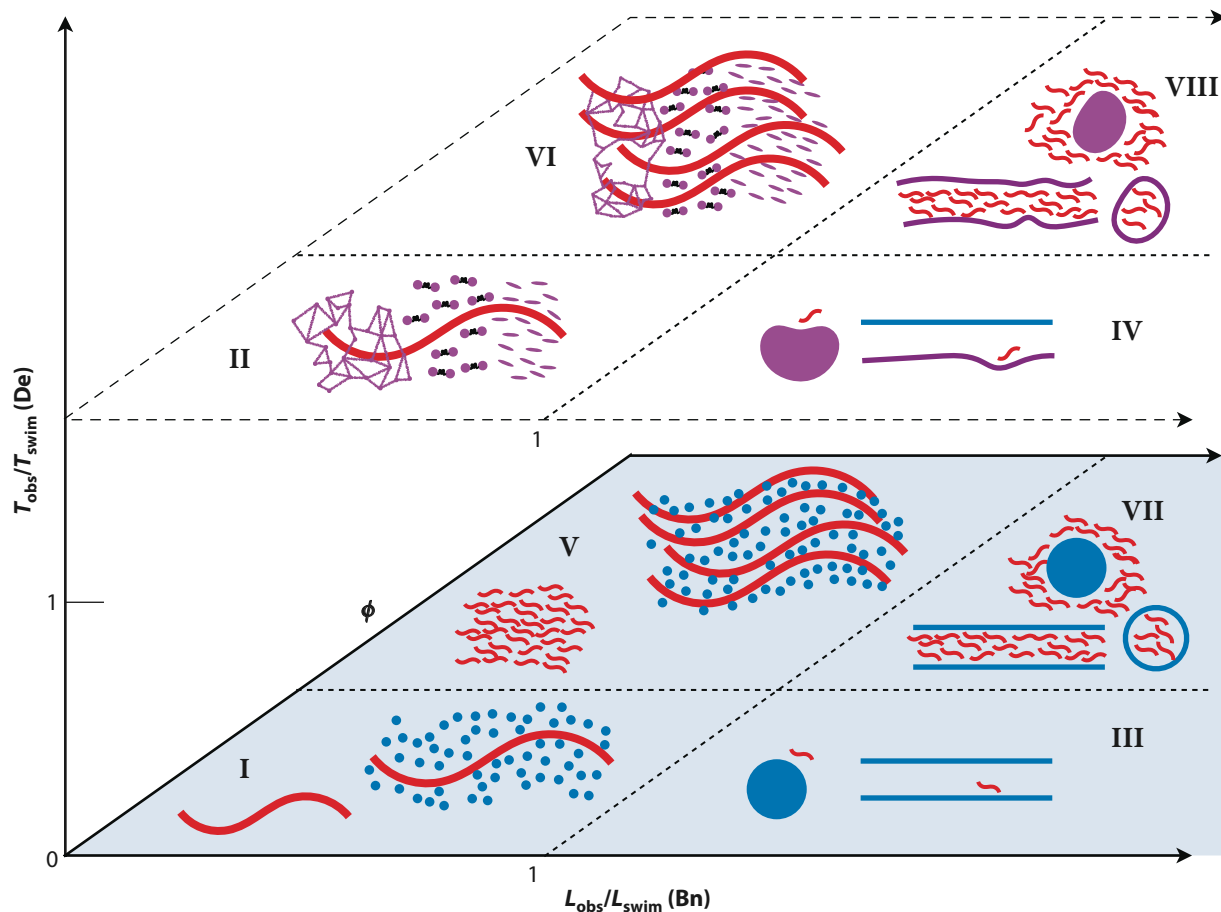 VIII
VI
IV
II
1
T_obs/T_swim (De)
VII
V
1
ϕ
III
I
0
1
L_obs/L_swim (Bn)